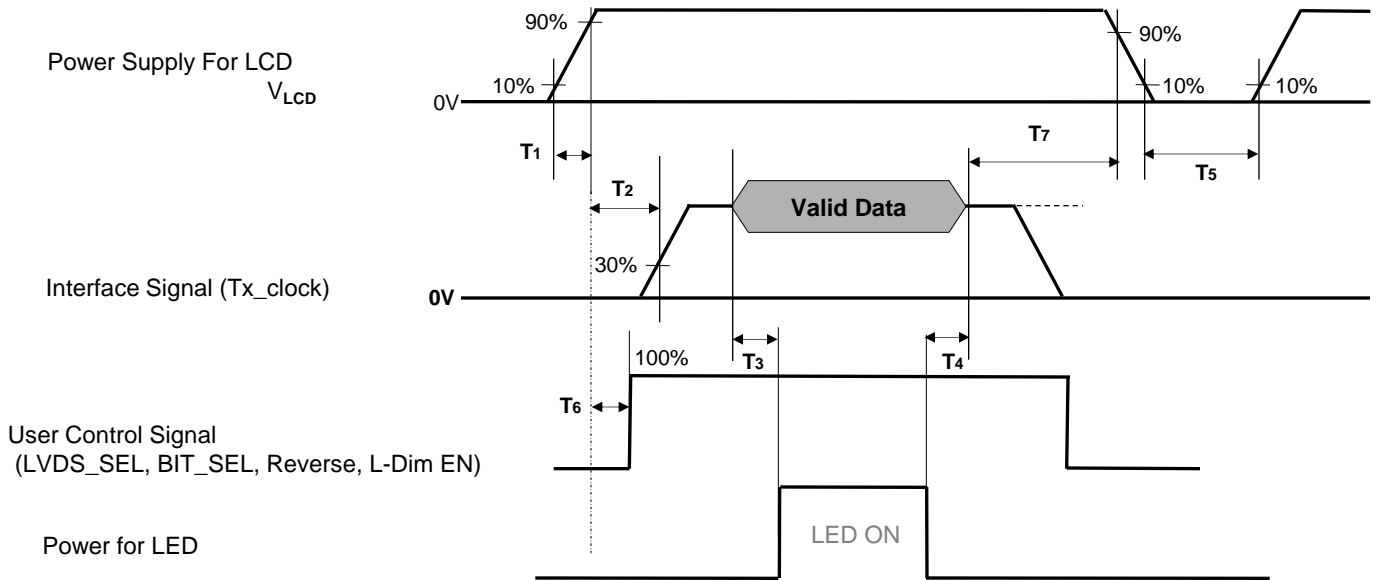 90%
90%
Power Supply For LCD
VLCD
10%
10%
10%
0V
T1
T7
T5
T2
Valid Data
30%
Interface Signal (Tx_clock)
0V
100%
T3
T4
T6
User Control Signal
(LVDS_SEL, BIT_SEL, Reverse, L-Dim EN)
LED ON
Power for LED